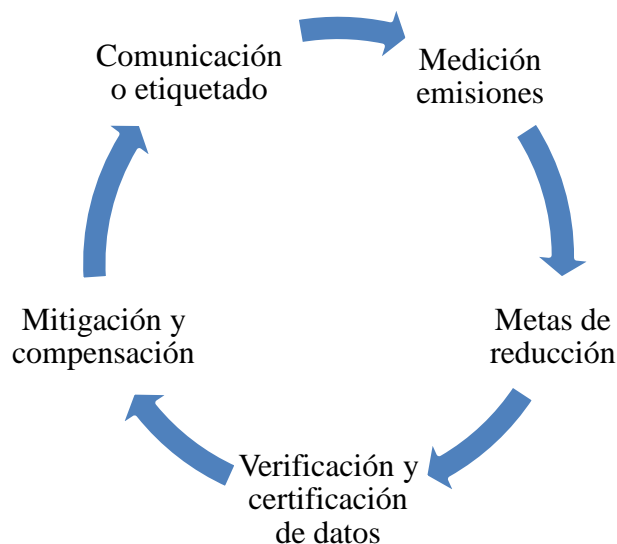 Comunicación
o etiquetado
Medición
emisiones
Metas de
reducción
Verificación y
certificación
de datos
Mitigación y
compensación